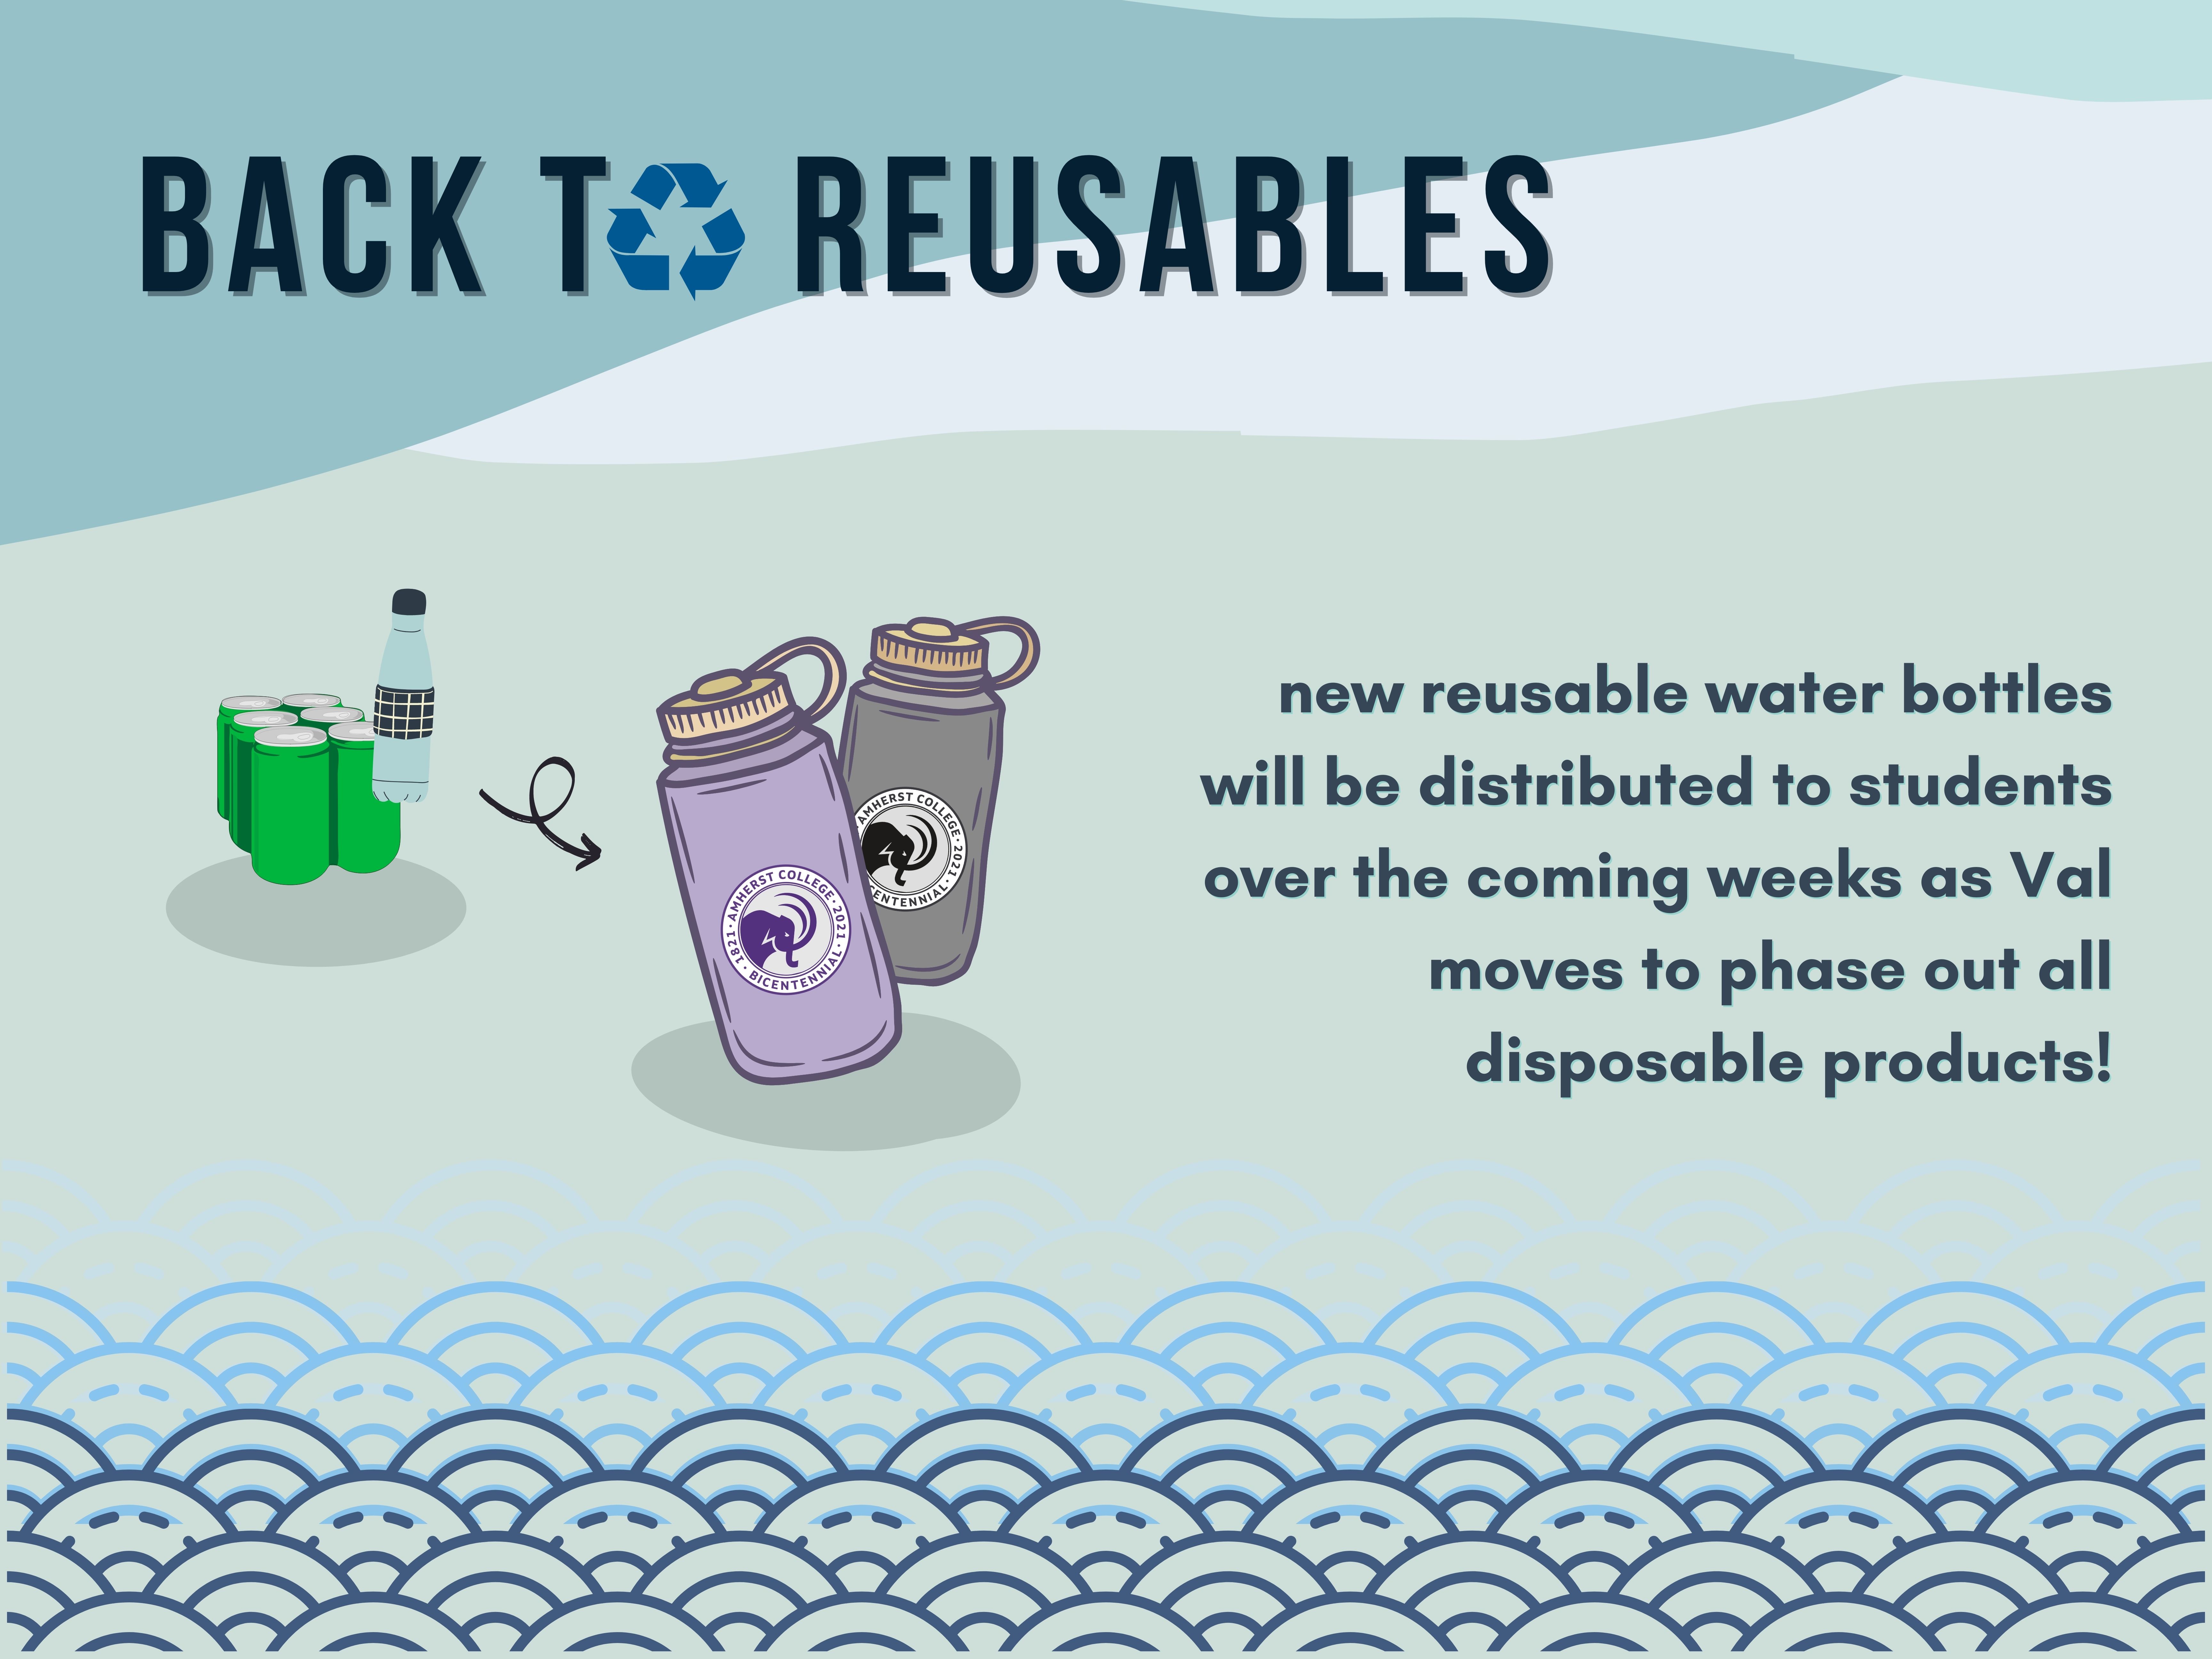 BACK T♻ REUSABLES
new reusable water bottles
will be distributed to students
over the coming weeks as Val
moves to phase out all
disposable products!
1821 · AMHERST COLLEGE · 2021 · BICENTENNIAL ·
AMHERST COLLEGE · 2021 · CENTENNIAL